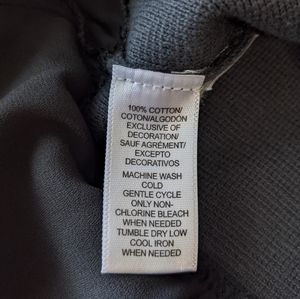 100% COTTON/
COTON/ALGODÓN
EXCLUSIVE OF
DECORATION/
SAUF AGRÉMENT/
EXCEPTO
DECORATIVOS
MACHINE WASH
COLD
GENTLE CYCLE
ONLY NON-
CHLORINE BLEACH
WHEN NEEDED
TUMBLE DRY LOW
COOL IRON
WHEN NEEDED